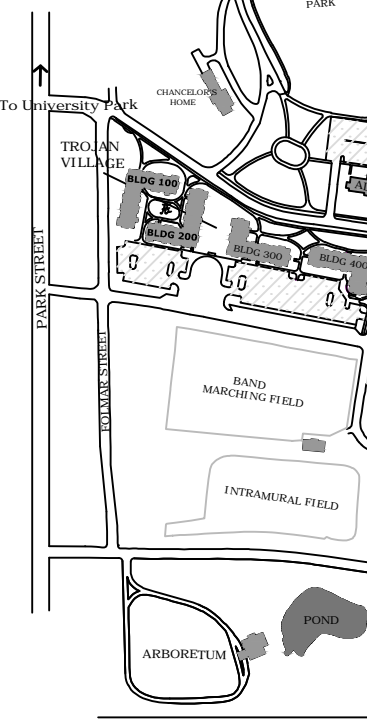 PARK
CHANCELOR'S
HOME
To University Park
TROJAN
VILLAGE
BLDG 100
BLDG 200
BLDG 300
BLDG 400
PARK STREET
FOLMAR STREET
BAND
MARCHING FIELD
INTRAMURAL FIELD
POND
ARBORETUM